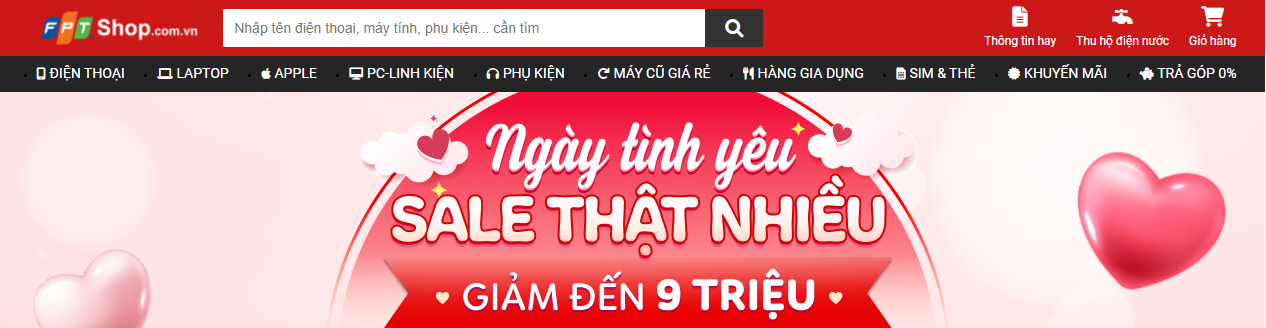 FPT Shop.com.vn
Nhập tên điện thoại, máy tính, phụ kiện... cần tìm
Thông tin hay
Thu hộ điện nước
Giỏ hàng
ĐIỆN THOẠI
LAPTOP
APPLE
PC-LINH KIỆN
PHỤ KIỆN
MÁY CŨ GIÁ RẺ
HÀNG GIA DỤNG
SIM & THẺ
KHUYẾN MÃI
TRẢ GÓP 0%
Ngày tình yêu
SALE THẬT NHIỀU
GIẢM ĐẾN 9 TRIỆU